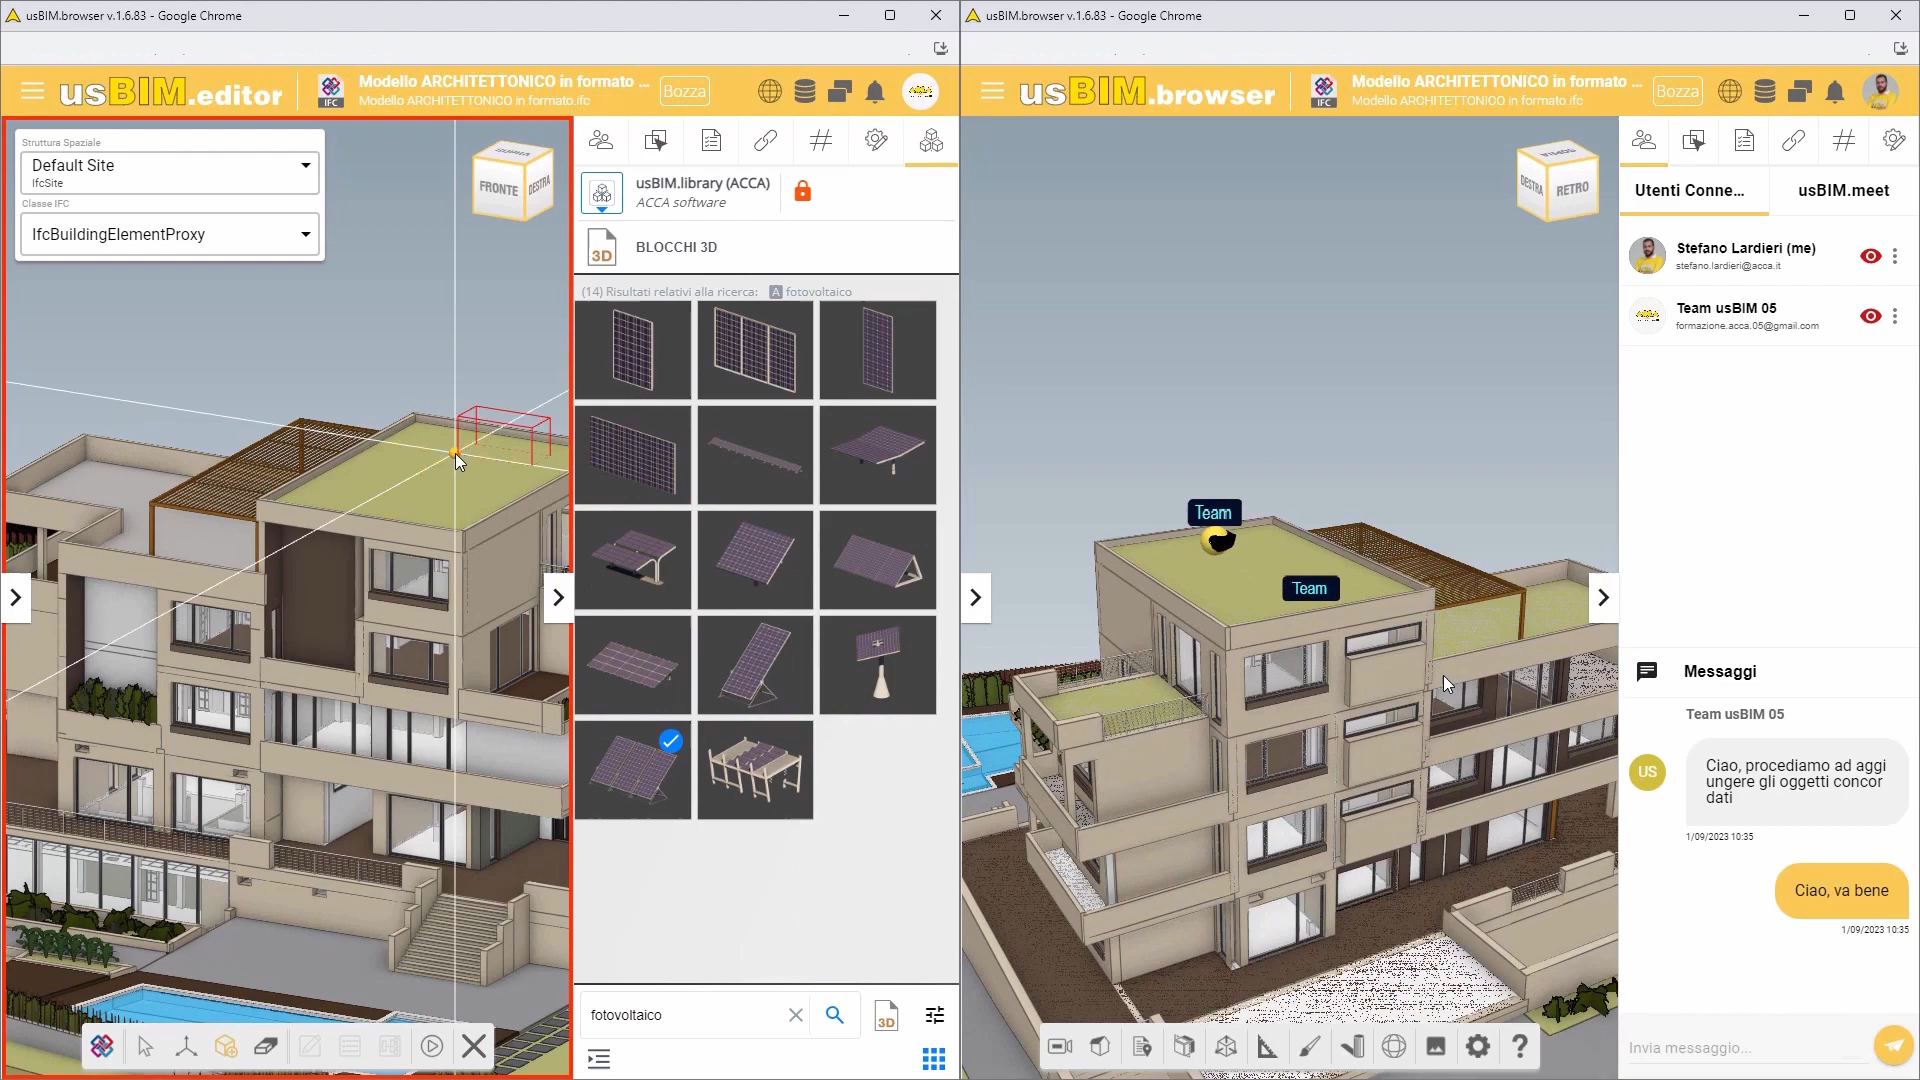 usBIM.browser v.1.6.83 - Google Chrome
usBIM.editor
IFC
Modello ARCHITETTONICO in formato ...
Modello ARCHITETTONICO in formato.ifc
Bozza
Struttura Spaziale
Default Site
IfcSite
Classe IFC
IfcBuildingElementProxy
SOPRA
FRONTE
DESTRA
usBIM.library (ACCA)
ACCA software
3D
BLOCCHI 3D
(14) Risultati relativi alla ricerca: A fotovoltaico
fotovoltaico
3D
usBIM.browser v.1.6.83 - Google Chrome
usBIM.browser
IFC
Modello ARCHITETTONICO in formato ...
Modello ARCHITETTONICO in formato.ifc
Bozza
SOPRA
DESTRA
RETRO
Team
Team
Utenti Conne...
usBIM.meet
Stefano Lardieri (me)
stefano.lardieri@acca.it
Team usBIM 05
formazione.acca.05@gmail.com
Messaggi
Team usBIM 05
US
Ciao, procediamo ad aggi
ungere gli oggetti concor
dati
1/09/2023 10:35
Ciao, va bene
1/09/2023 10:35
Invia messaggio...